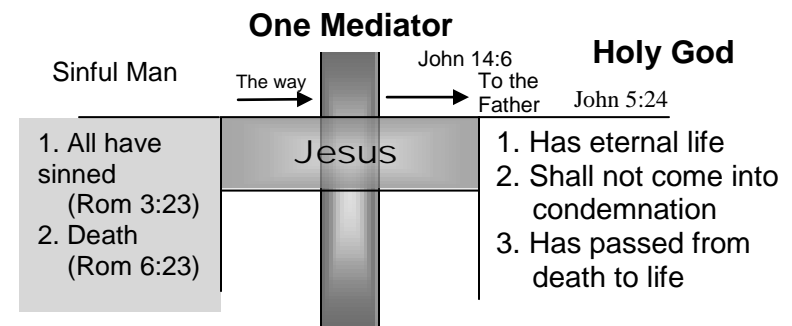 One Mediator
Sinful Man
The way
John 14:6
To the
Father
Holy God
John 5:24
1. All have
sinned
(Rom 3:23)
2. Death
(Rom 6:23)
Jesus
1. Has eternal life
2. Shall not come into
condemnation
3. Has passed from
death to life